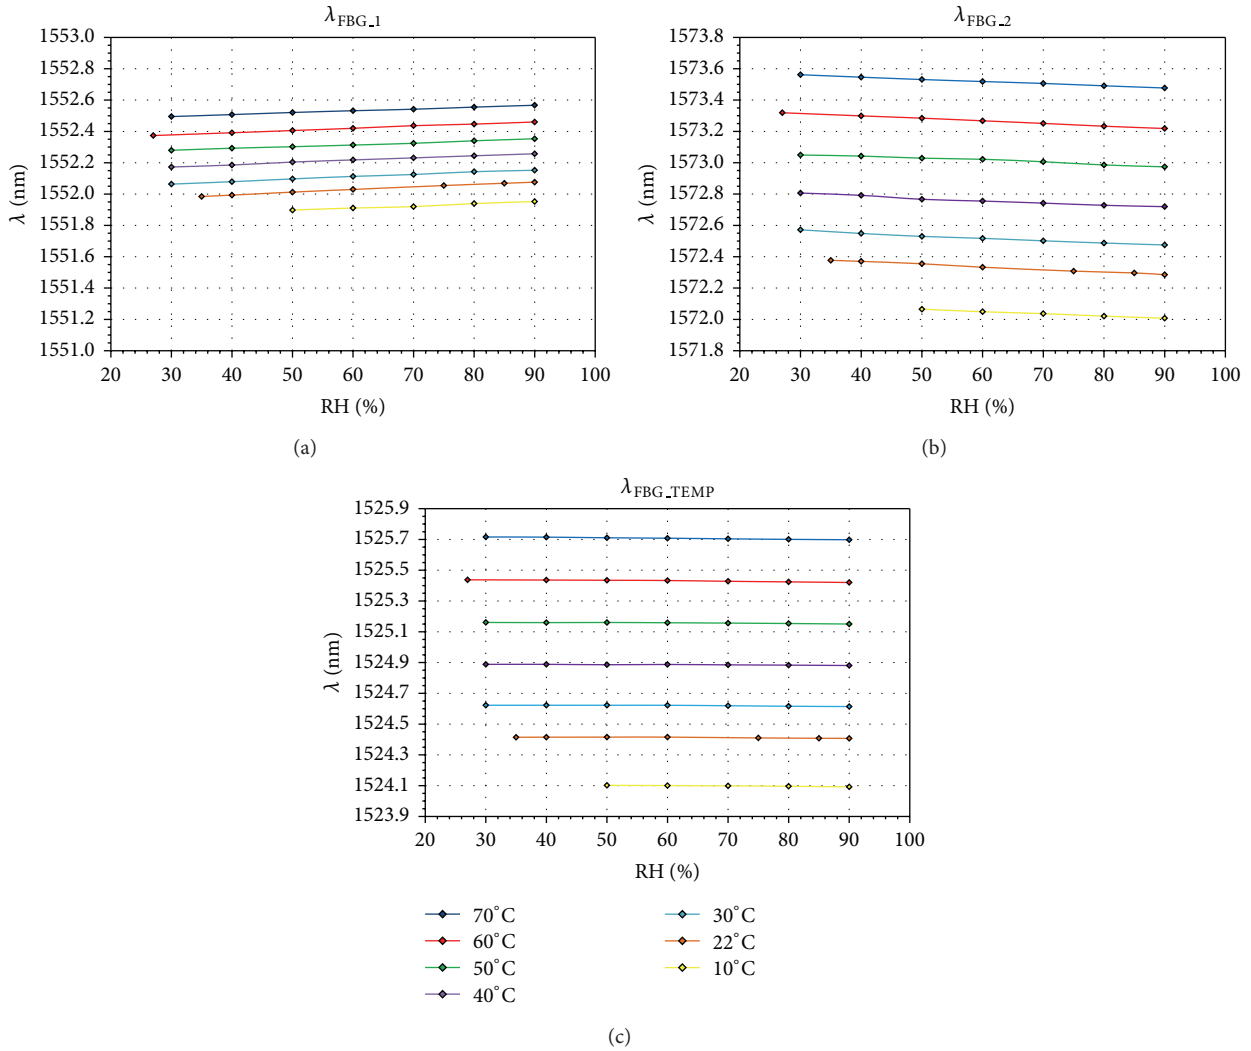 λFBG_1
1553.0
1552.8
1552.6
1552.4
1552.2
1552.0
1551.8
1551.6
1551.4
1551.2
1551.0
λ (nm)
20 30 40 50 60 70 80 90 100
RH (%)
(a)
λFBG_2
1573.8
1573.6
1573.4
1573.2
1573.0
1572.8
1572.6
1572.4
1572.2
1572.0
1571.8
λ (nm)
20 30 40 50 60 70 80 90 100
RH (%)
(b)
λFBG_TEMP
1525.9
1525.7
1525.5
1525.3
1525.1
1524.9
1524.7
1524.5
1524.3
1524.1
1523.9
λ (nm)
20 30 40 50 60 70 80 90 100
RH (%)
70°C
60°C
50°C
40°C
30°C
22°C
10°C
(c)